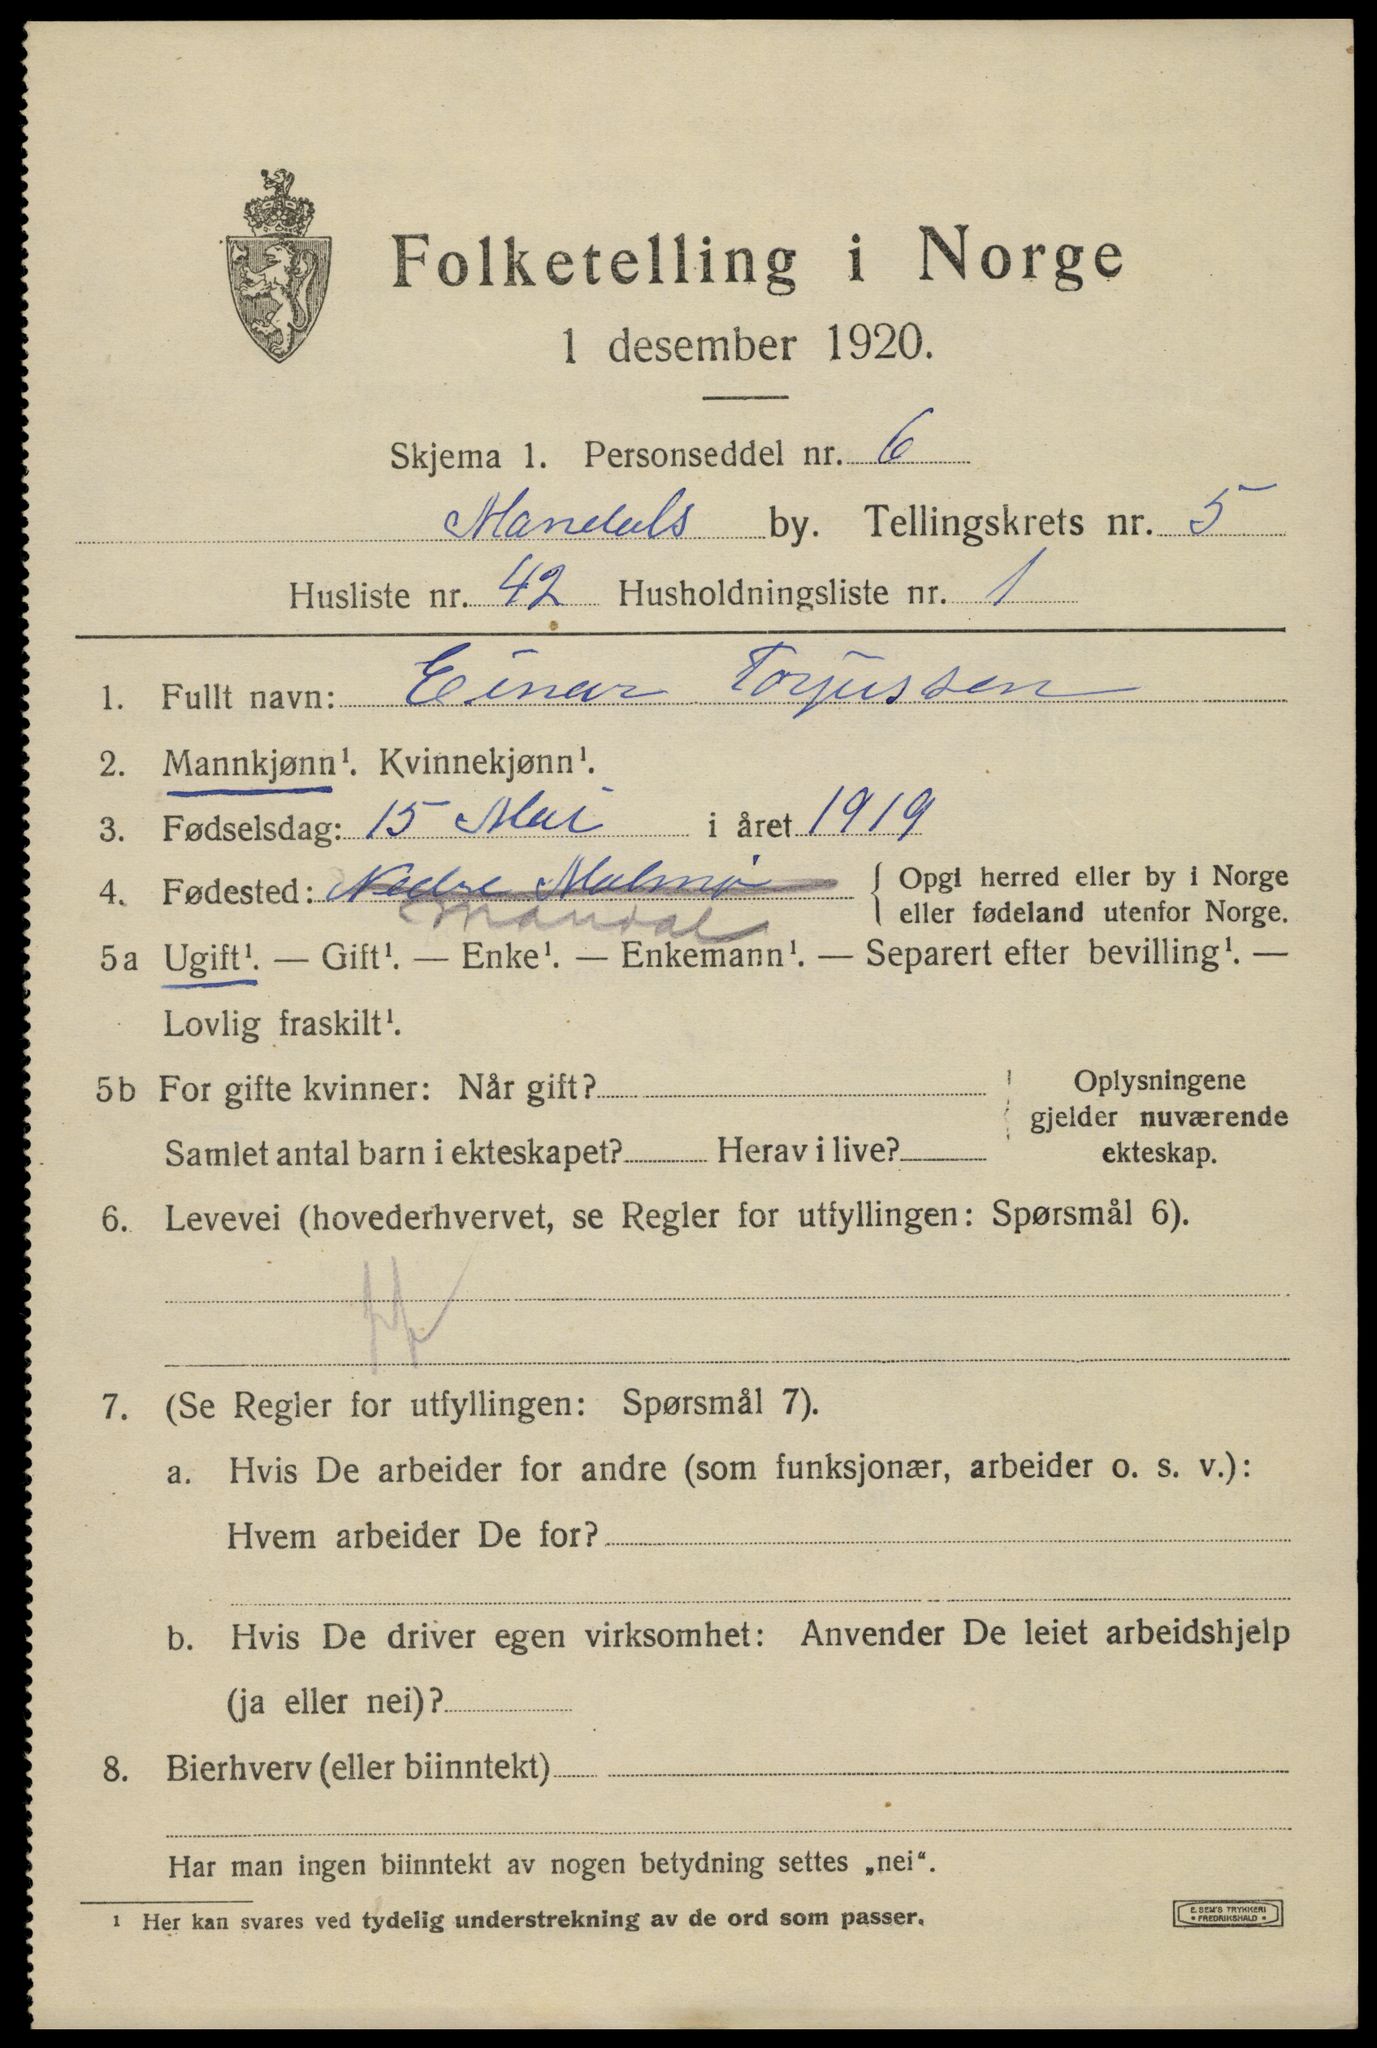 Folketelling i Norge
1 desember 1920.
Skjema 1. Personseddel nr. 6
Mandals by. Tellingskrets nr. 5
Husliste nr. 42 Husholdningsliste nr. 1
1. Fullt navn: Einar Torjussen
2. Mannkjønn¹. Kvinnekjønn¹.
3. Fødselsdag: 15 Mai i året 1919
4. Fødested: Nedre Malmø { Opgi herred eller by i Norge
eller fødeland utenfor Norge.
Mandal
5a Ugift¹. — Gift¹. — Enke¹. — Enkemann¹. — Separert efter bevilling¹. —
Lovlig fraskilt¹.
5b For gifte kvinner: Når gift? Oplysningene
gjelder nuværende
Samlet antal barn i ekteskapet? Herav i live? ekteskap.
6. Levevei (hovederhvervet, se Regler for utfyllingen: Spørsmål 6).
7. (Se Regler for utfyllingen: Spørsmål 7).
a. Hvis De arbeider for andre (som funksjonær, arbeider o. s. v.):
Hvem arbeider De for?
b. Hvis De driver egen virksomhet: Anvender De leiet arbeidshjelp
(ja eller nei)?
8. Bierhverv (eller biinntekt)
Har man ingen biinntekt av nogen betydning settes „nei“.
¹ Her kan svares ved tydelig understrekning av de ord som passer.
E. SEM'S TRYKKERI
• FREDRIKSHALD •